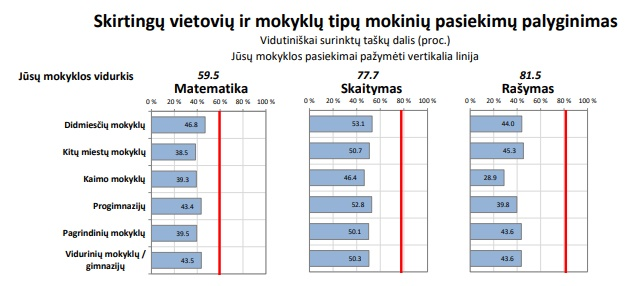 Skirtingų vietovių ir mokyklų tipų mokinių pasiekimų palyginimas
Vidutiniškai surinktų taškų dalis (proc.)
Jūsų mokyklos pasiekimai pažymėti vertikalia linija
Jūsų mokyklos vidurkis 59.5 77.7 81.5
Matematika Skaitymas Rašymas
0 % 20 % 40 % 60 % 80 % 100 % 0 % 20 % 40 % 60 % 80 % 100 % 0 % 20 % 40 % 60 % 80 % 100 %
Didmiesčių mokyklų 46.8 53.1 44.0
Kitų miestų mokyklų 38.5 50.7 45.3
Kaimo mokyklų 39.3 46.4 28.9
Progimnazijų 43.4 52.8 39.8
Pagrindinių mokyklų 39.5 50.1 43.6
Vidurinių mokyklų /
gimnazijų 43.5 50.3 43.6